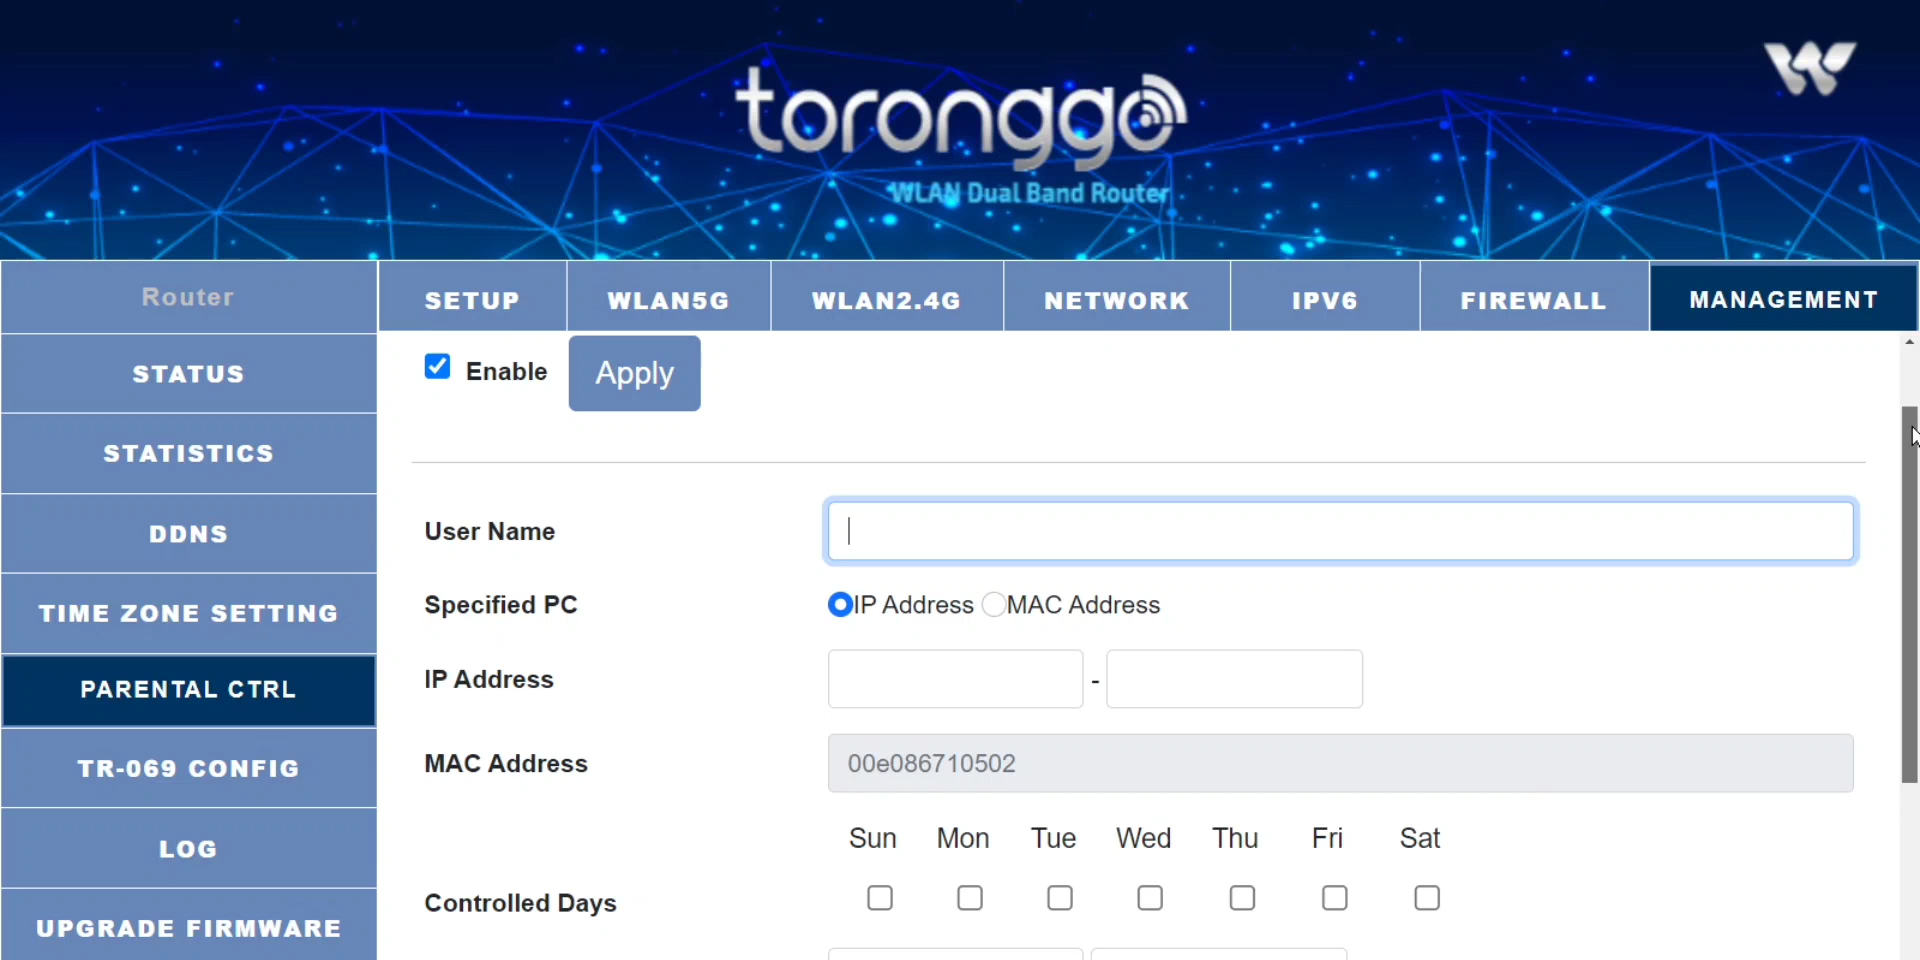 toronggo
WLAN Dual Band Router
Router
SETUP
WLAN5G
WLAN2.4G
NETWORK
IPV6
FIREWALL
MANAGEMENT
STATUS
STATISTICS
DDNS
TIME ZONE SETTING
PARENTAL CTRL
TR-069 CONFIG
LOG
UPGRADE FIRMWARE
Enable Apply
User Name
Specified PC IP Address MAC Address
IP Address -
MAC Address 00e086710502
Sun Mon Tue Wed Thu Fri Sat
Controlled Days